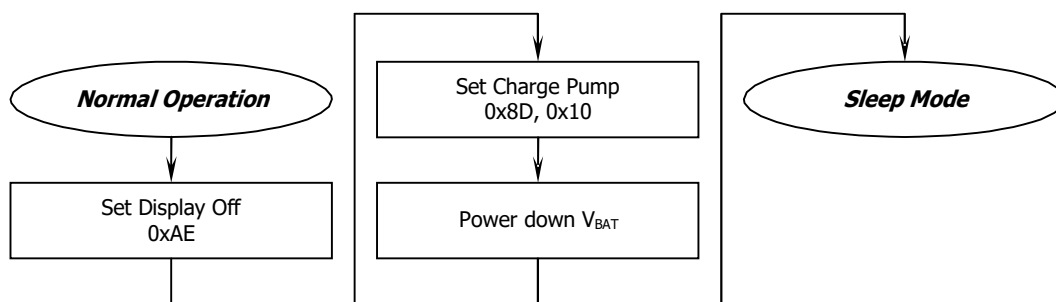 Normal Operation
Set Display Off
0xAE
Set Charge Pump
0x8D, 0x10
Power down VBAT
Sleep Mode